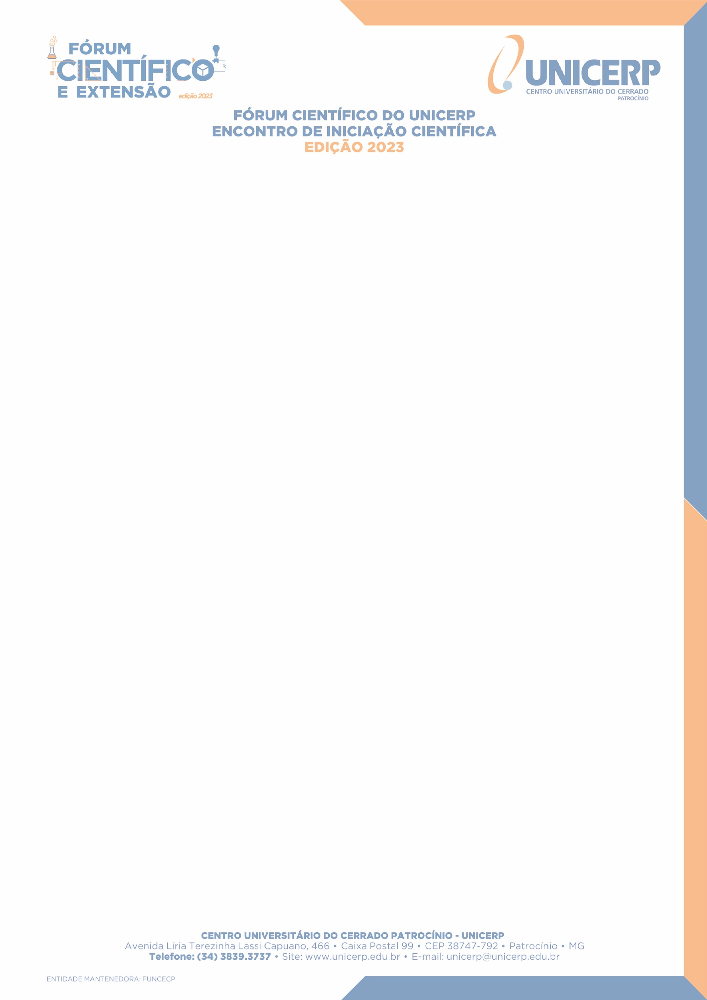 FÓRUM
CIENTÍFICO
E EXTENSÃO edição 2023
UNICERP
CENTRO UNIVERSITÁRIO DO CERRADO
PATROCÍNIO
FÓRUM CIENTÍFICO DO UNICERP
ENCONTRO DE INICIAÇÃO CIENTÍFICA
EDIÇÃO 2023
CENTRO UNIVERSITÁRIO DO CERRADO PATROCÍNIO - UNICERP
Avenida Líria Terezinha Lassi Capuano, 466 • Caixa Postal 99 • CEP 38747-792 • Patrocínio • MG
Telefone: (34) 3839.3737 • Site: www.unicerp.edu.br • E-mail: unicerp@unicerp.edu.br
ENTIDADE MANTENEDORA: FUNCECP